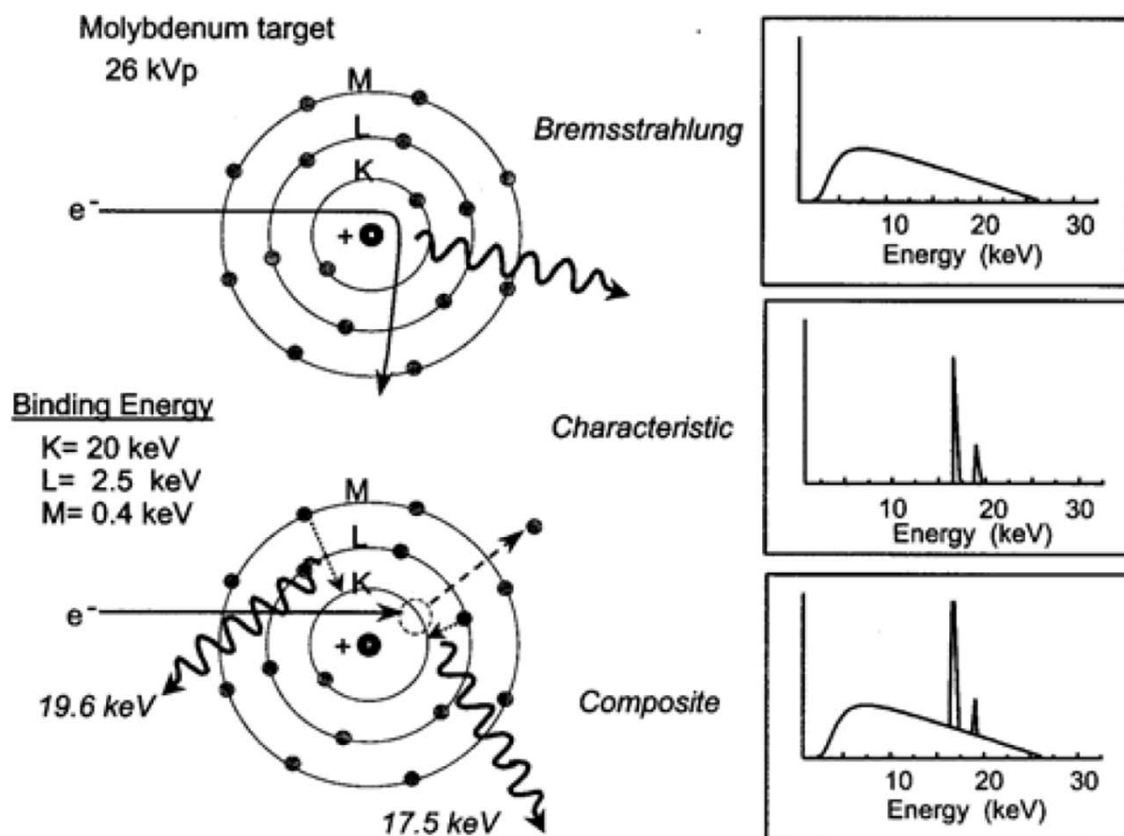 Molybdenum target
26 kVp
M
L
K
e-
+
Bremsstrahlung
10 20 30
Energy (keV)
Binding Energy
K= 20 keV
L= 2.5 keV
M= 0.4 keV
Characteristic
10 20 30
Energy (keV)
M
L
K
e-
+
19.6 keV
17.5 keV
Composite
10 20 30
Energy (keV)